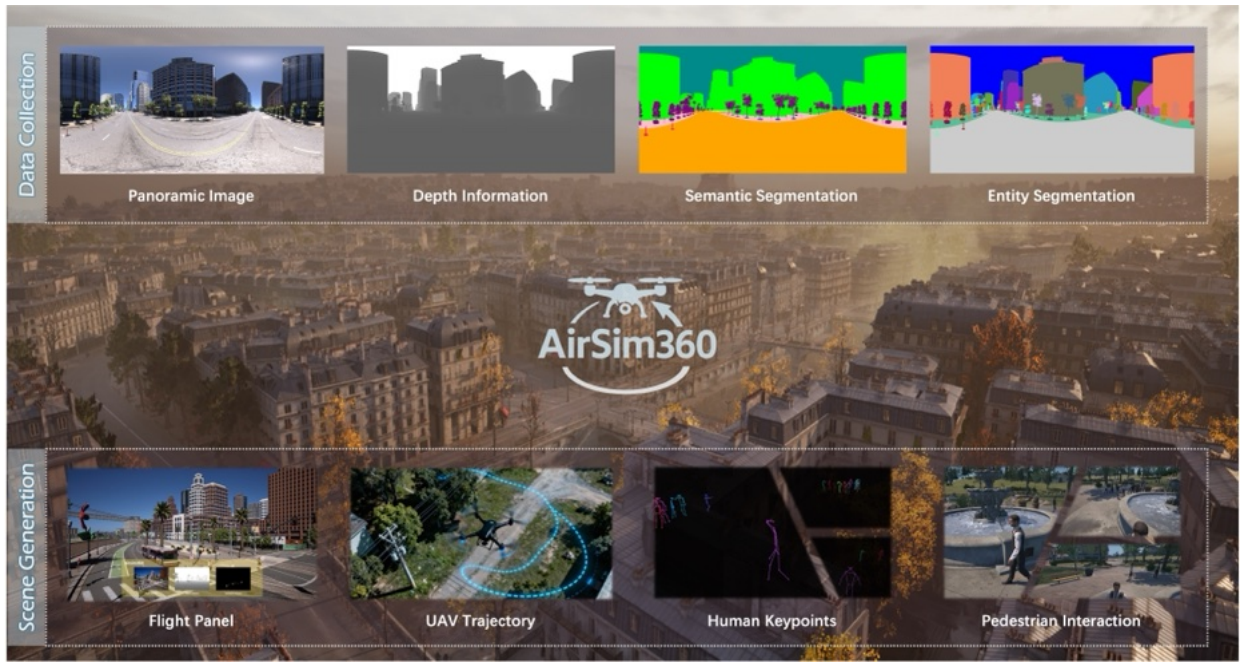 Data Collection
Panoramic Image
Depth Information
Semantic Segmentation
Entity Segmentation
AirSim360
Scene Generation
Flight Panel
UAV Trajectory
Human Keypoints
Pedestrian Interaction